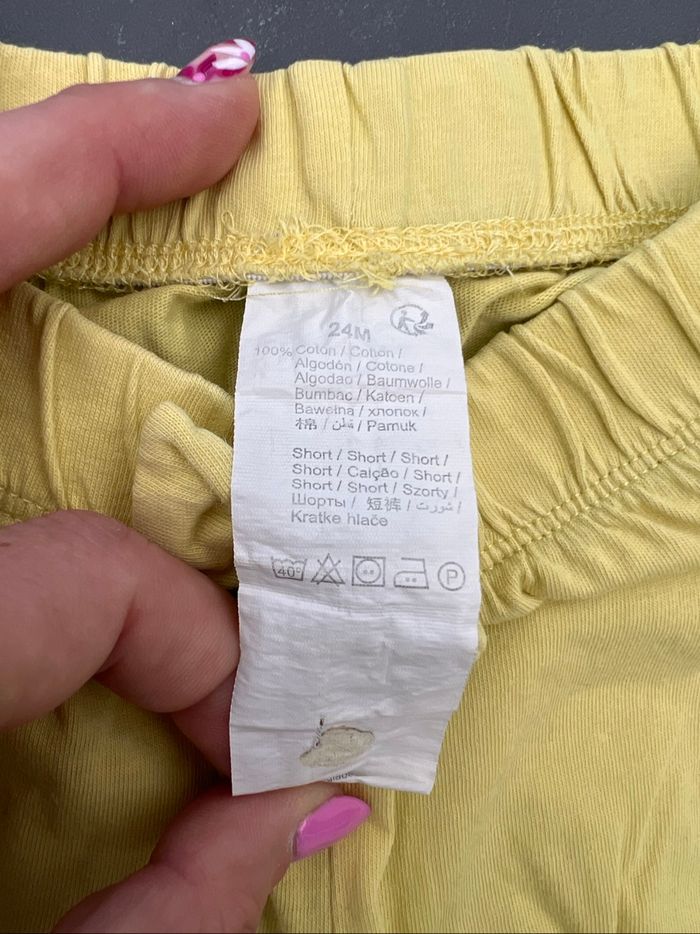 24M
100% Coton / Cotton /
Algodón / Cotone /
Algodao / Baumwolle /
Bumbac / Katoen /
Bawełna / хлопок /
棉 / قطن / Pamuk
Short / Short / Short /
Short / Calção / Short /
Short / Short / Szorty /
Шорты / 短裤 / شورت /
Kratke hlače
40°
P